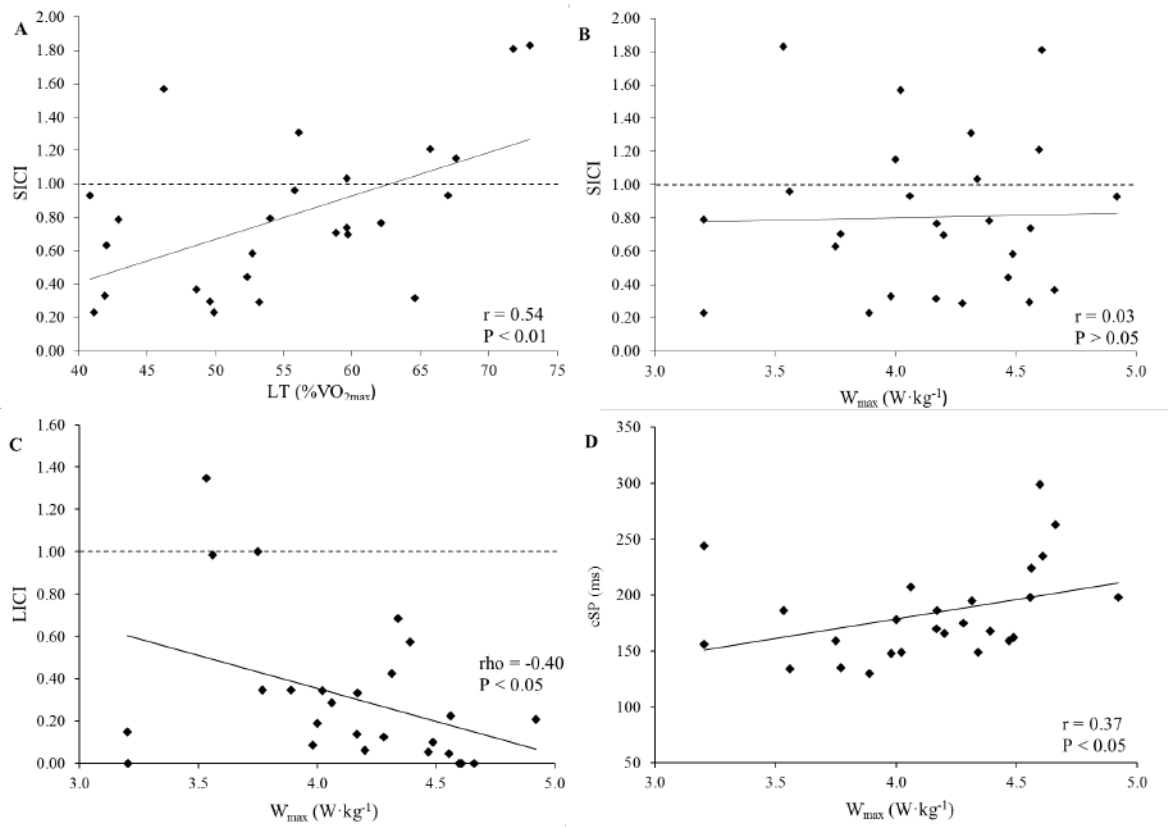 A
2.00
1.80
1.60
1.40
1.20
1.00
0.80
0.60
0.40
0.20
0.00
SICI
r = 0.54
P < 0.01
40 45 50 55 60 65 70 75
LT (%VO2max)
B
2.00
1.80
1.60
1.40
1.20
1.00
0.80
0.60
0.40
0.20
0.00
SICI
r = 0.03
P > 0.05
3.0 3.5 4.0 4.5 5.0
Wmax (W·kg-1)
C
1.40
1.20
1.00
0.80
0.60
0.40
0.20
0.00
LICI
rho = -0.40
P < 0.05
3.0 3.5 4.0 4.5 5.0
Wmax (W·kg-1)
D
350
300
250
200
150
100
50
cSP (ms)
r = 0.37
P < 0.05
3.0 3.5 4.0 4.5 5.0
Wmax (W·kg-1)